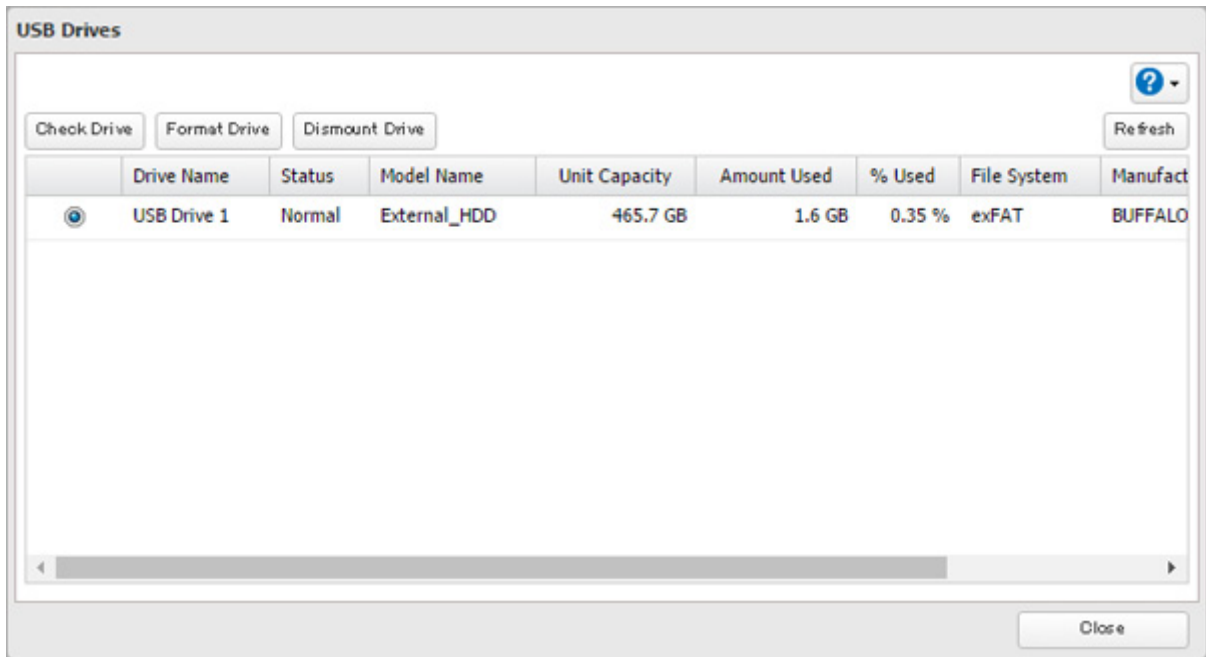 USB Drives
?
Check Drive Format Drive Dismount Drive Refresh
Drive Name Status Model Name Unit Capacity Amount Used % Used File System Manufact
USB Drive 1 Normal External_HDD 465.7 GB 1.6 GB 0.35 % exFAT BUFFALO
Close